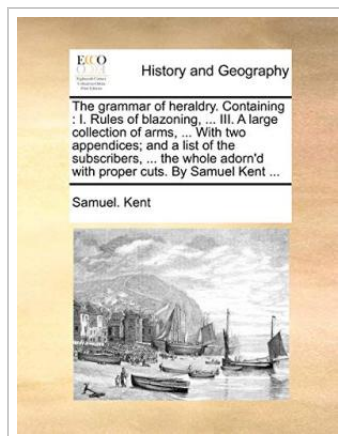 ECCO
History and Geography
The grammar of heraldry. Containing
: I. Rules of blazoning, ... III. A large
collection of arms, ... With two
appendices; and a list of the
subscribers, ... the whole adorn'd
with proper cuts. By Samuel Kent ...
Samuel. Kent